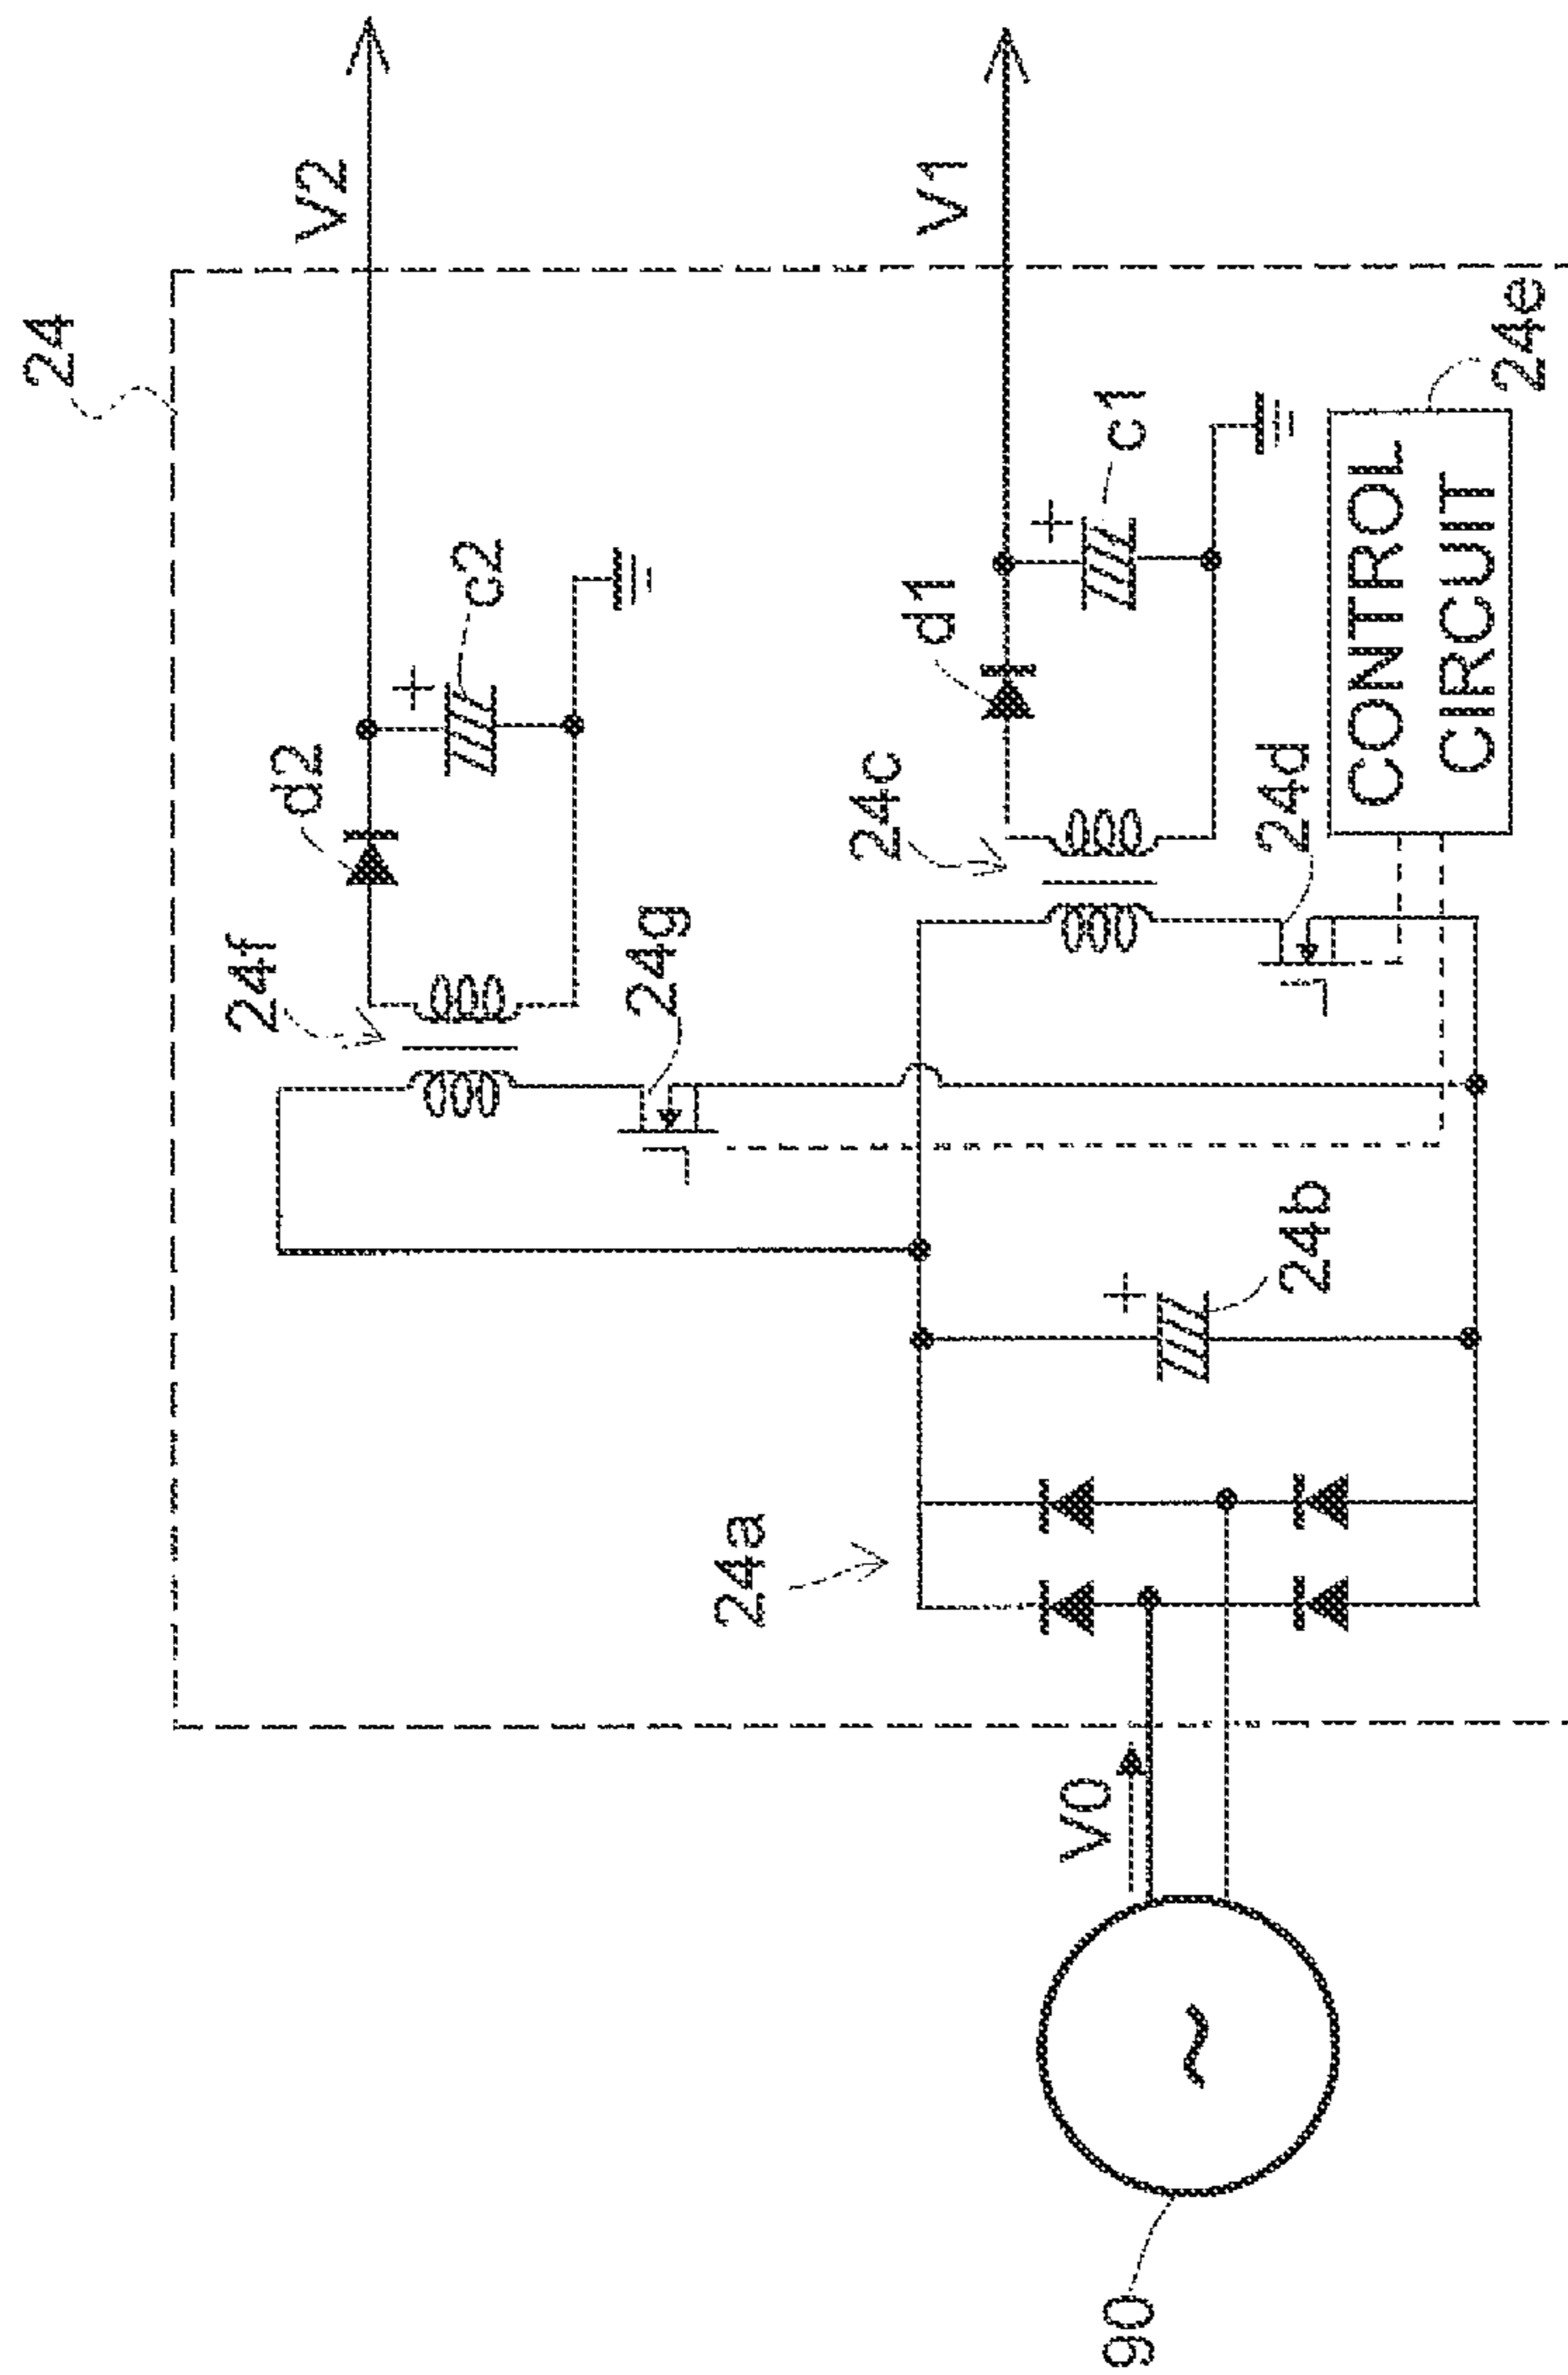 24
V2
V1
24f
d2
c2
24g
24c
d1
c1
24d
CONTROL
CIRCUIT
24e
24a
24b
V0
~
90
+
+
+